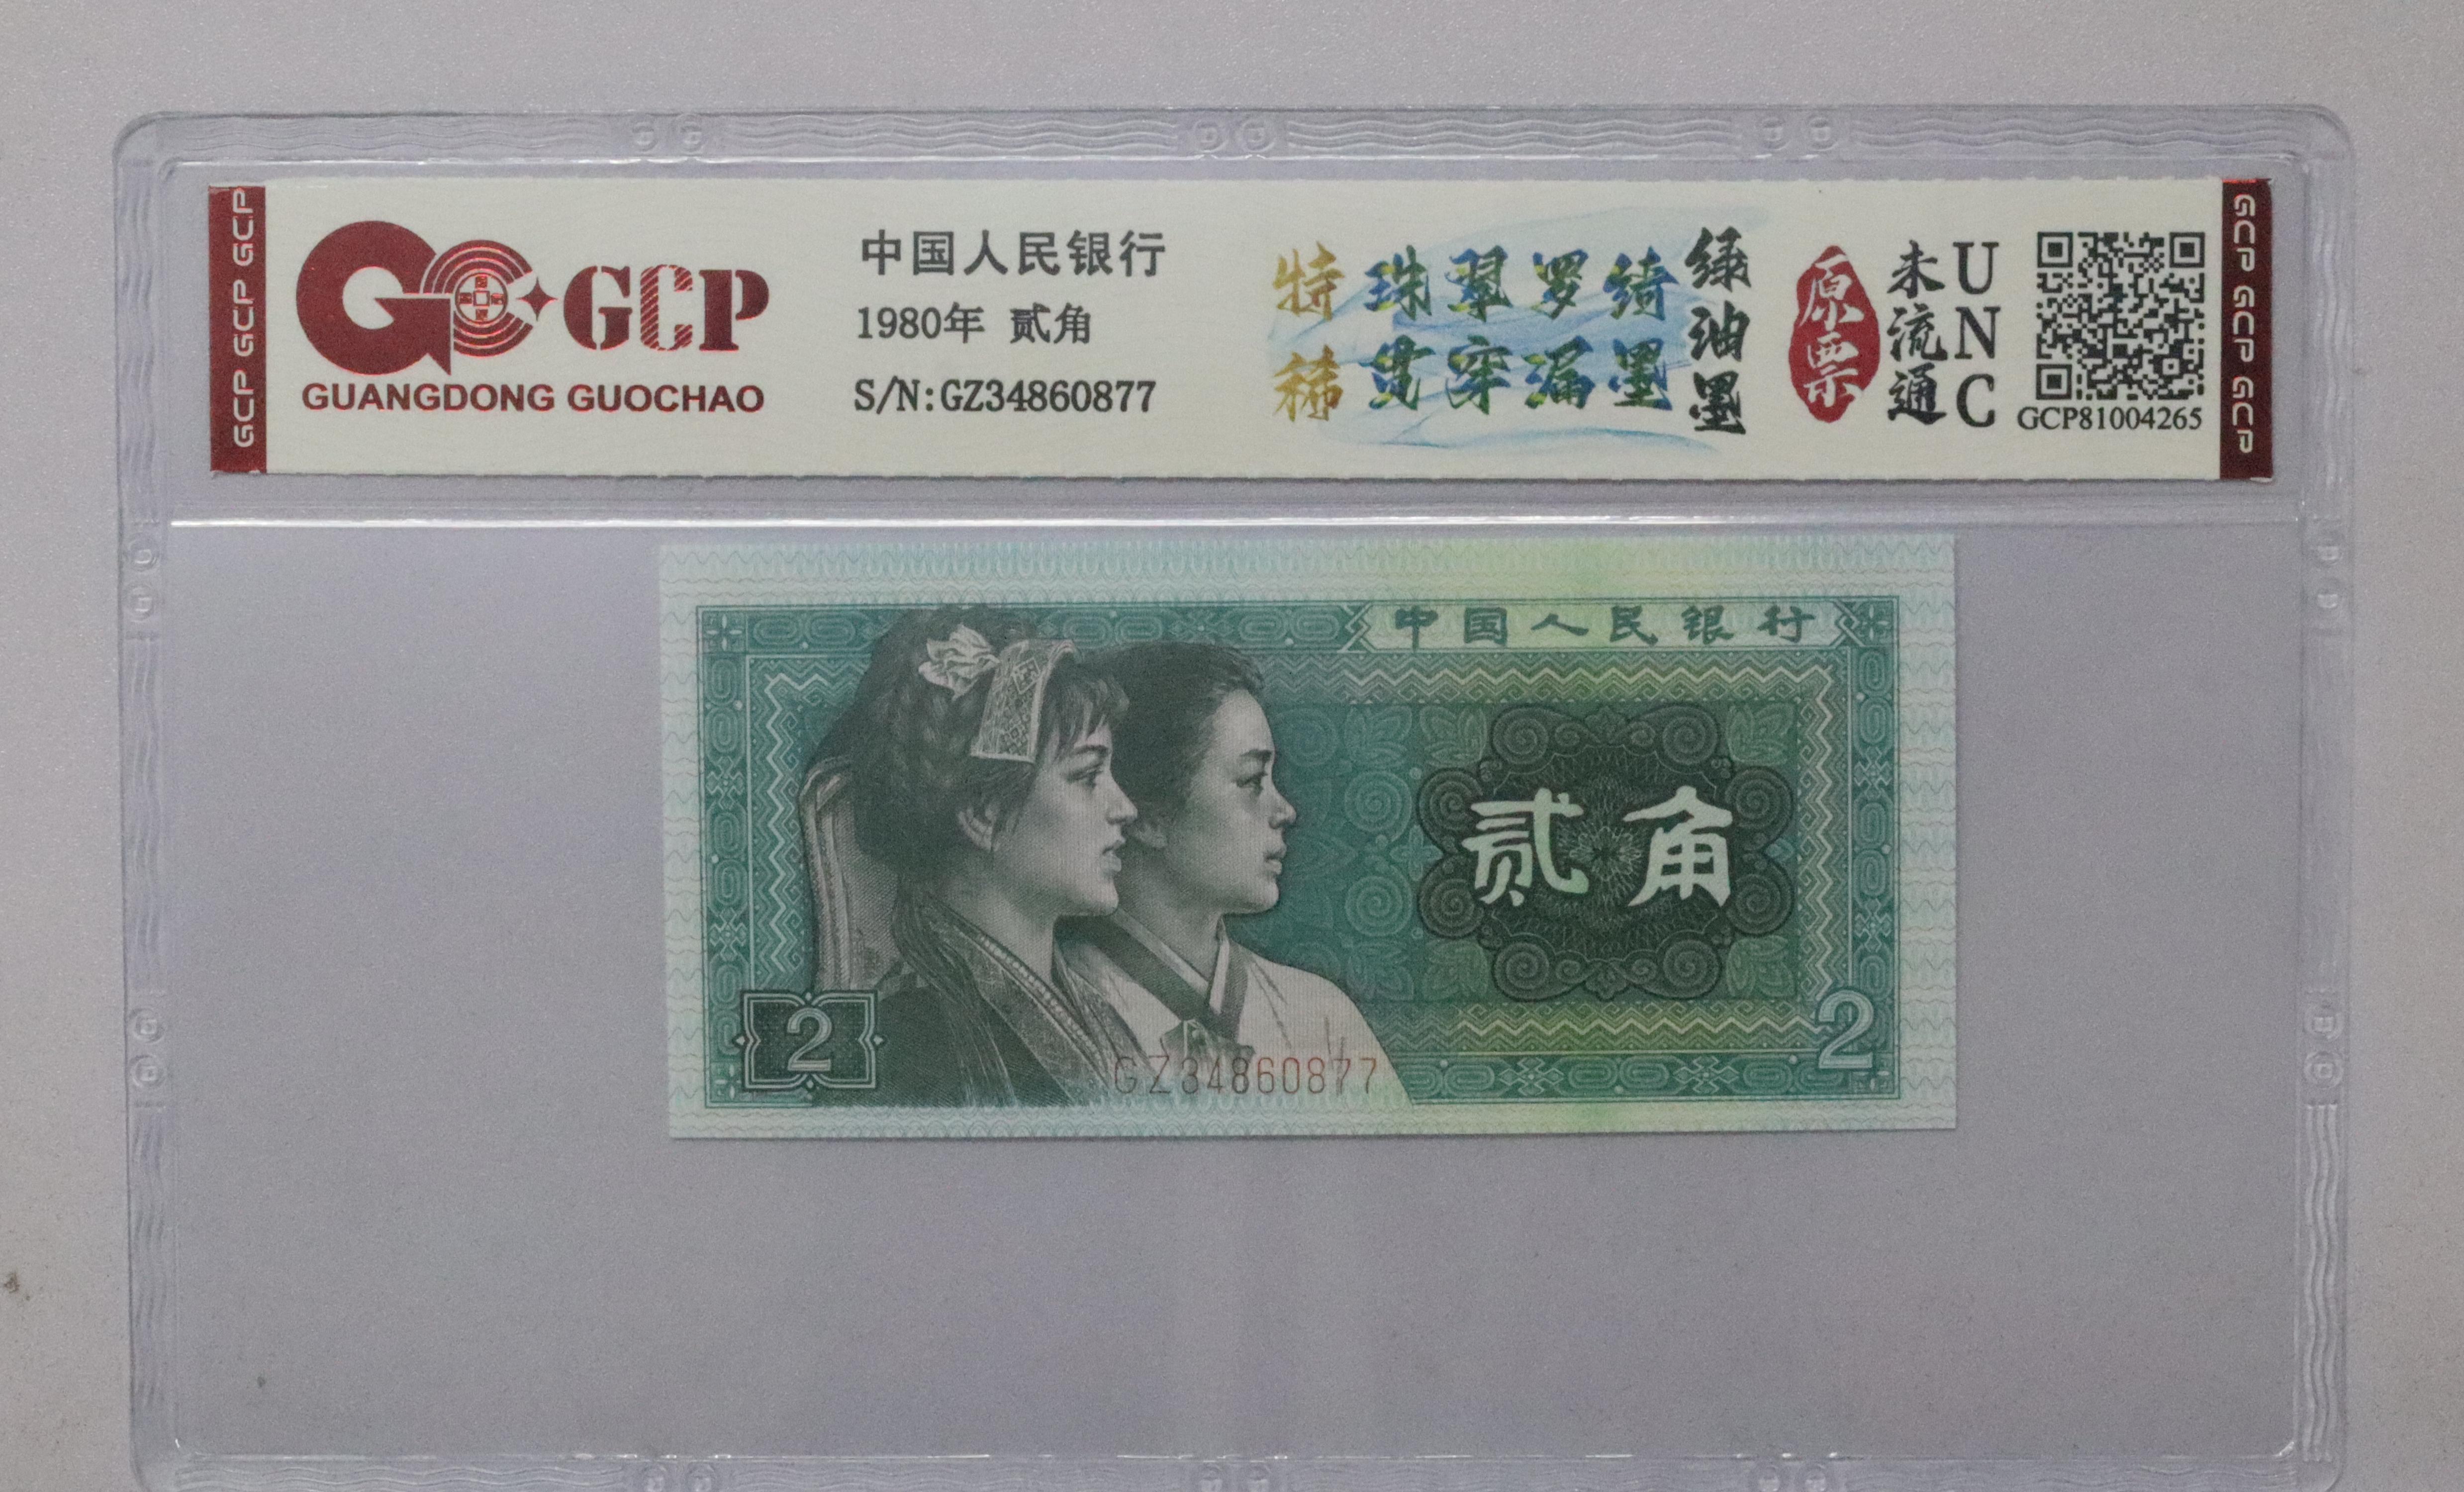 GCP GCP GCP
GCP
GUANGDONG GUOCHAO
中国人民银行
1980年 贰角
S/N:GZ34860877
特稀
珠翠罗绮
贯穿漏墨
绿油墨
原票
未流通
UNC
GCP81004265
GCP GCP GCP
中国人民银行
贰角
2
2
GZ34860877